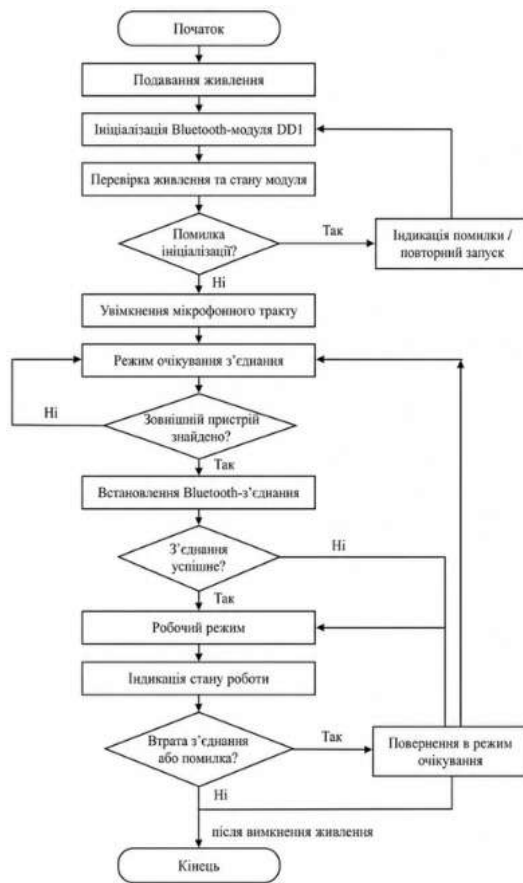 Початок
Подавання живлення
Ініціалізація Bluetooth-модуля DD1
Перевірка живлення та стану модуля
Помилка
ініціалізації?
Так
Індикація помилки /
повторний запуск
Ні
Увімкнення мікрофонного тракту
Режим очікування з’єднання
Ні
Зовнішній пристрій
знайдено?
Так
Встановлення Bluetooth-з’єднання
З’єднання
успішне?
Ні
Так
Робочий режим
Індикація стану роботи
Втрата з’єднання
або помилка?
Так
Повернення в режим
очікування
Ні
після вимкнення живлення
Кінець